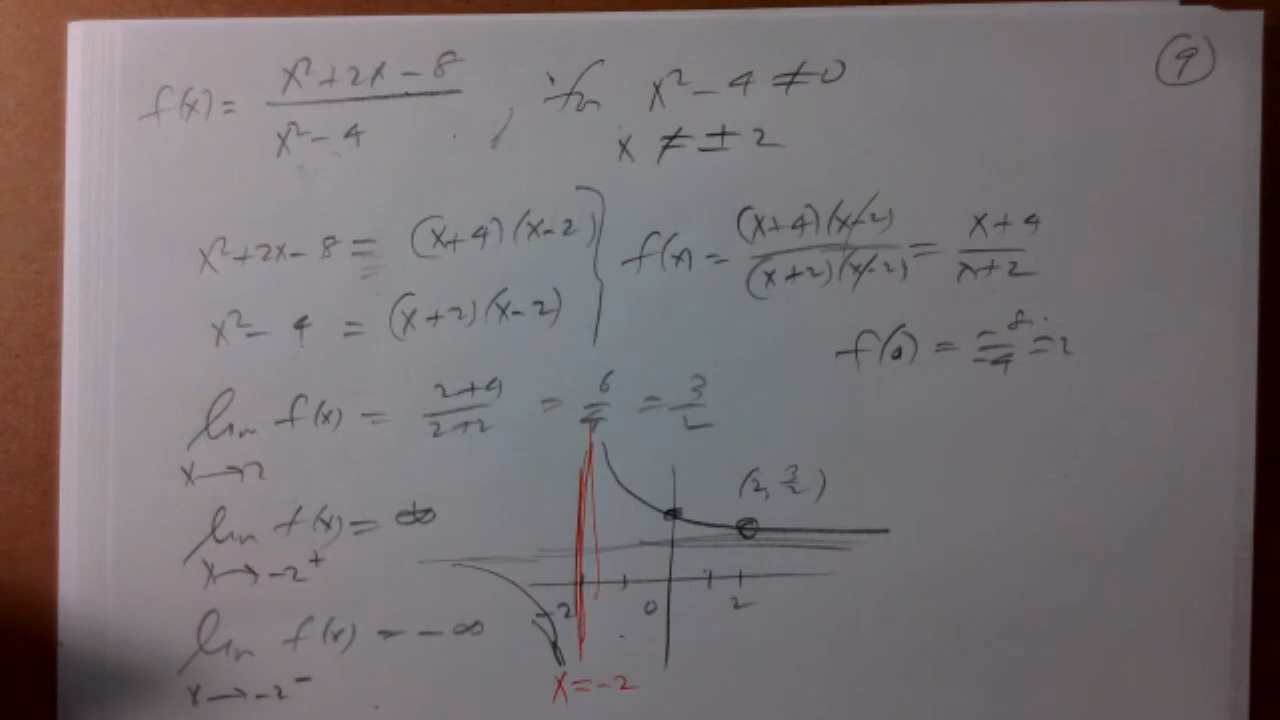 9
f(x) = x²+2x-8 / x²-4 , for x²-4 ≠ 0
x ≠ ± 2
x²+2x-8 = (x+4)(x-2)
x²-4 = (x+2)(x-2)
f(x) = (x+4)(x-2) / (x+2)(x-2) = x+4 / x+2
f(0) = -8 / -4 = 2
lim x→2 f(x) = 2+4 / 2+2 = 6/4 = 3/2
(2, 3/2)
lim x→-2⁺ f(x) = ∞
-2 0 2
lim x→-2⁻ f(x) = -∞
x = -2